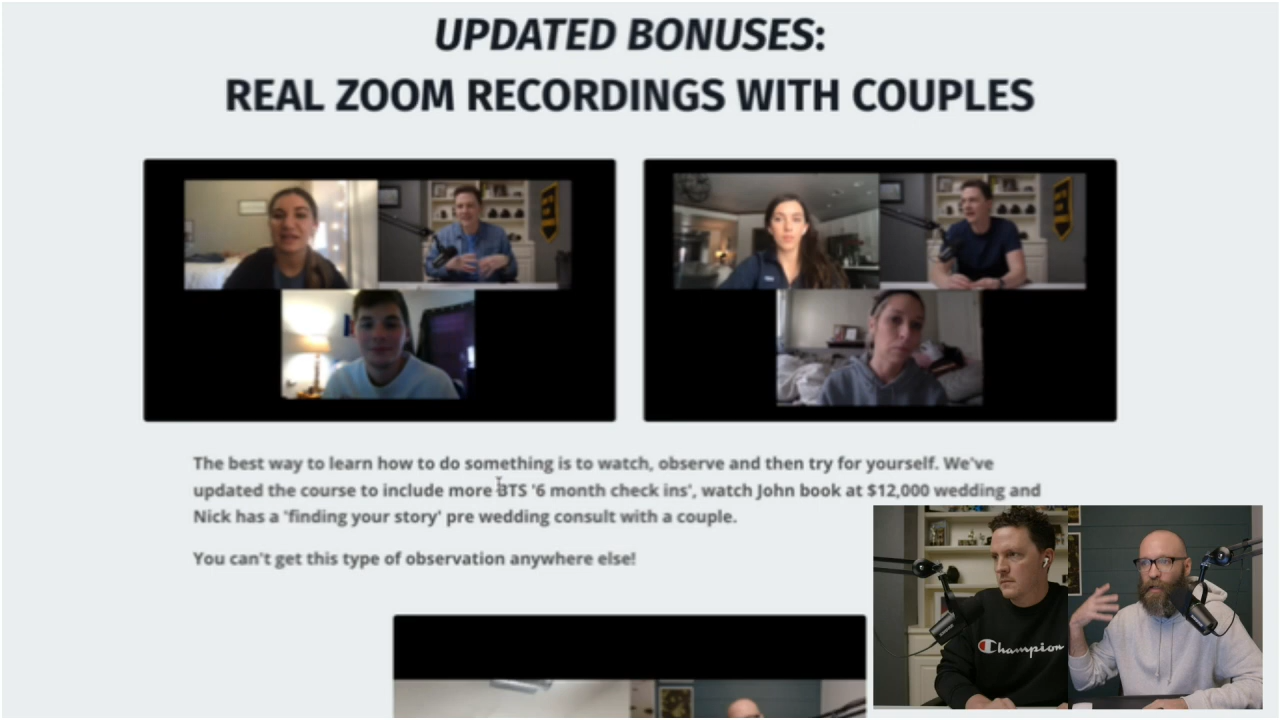 UPDATED BONUSES:
REAL ZOOM RECORDINGS WITH COUPLES
The best way to learn how to do something is to watch, observe and then try for yourself. We've
updated the course to include more BTS '6 month check ins', watch John book at $12,000 wedding and
Nick has a 'finding your story' pre wedding consult with a couple.
You can't get this type of observation anywhere else!
Champion